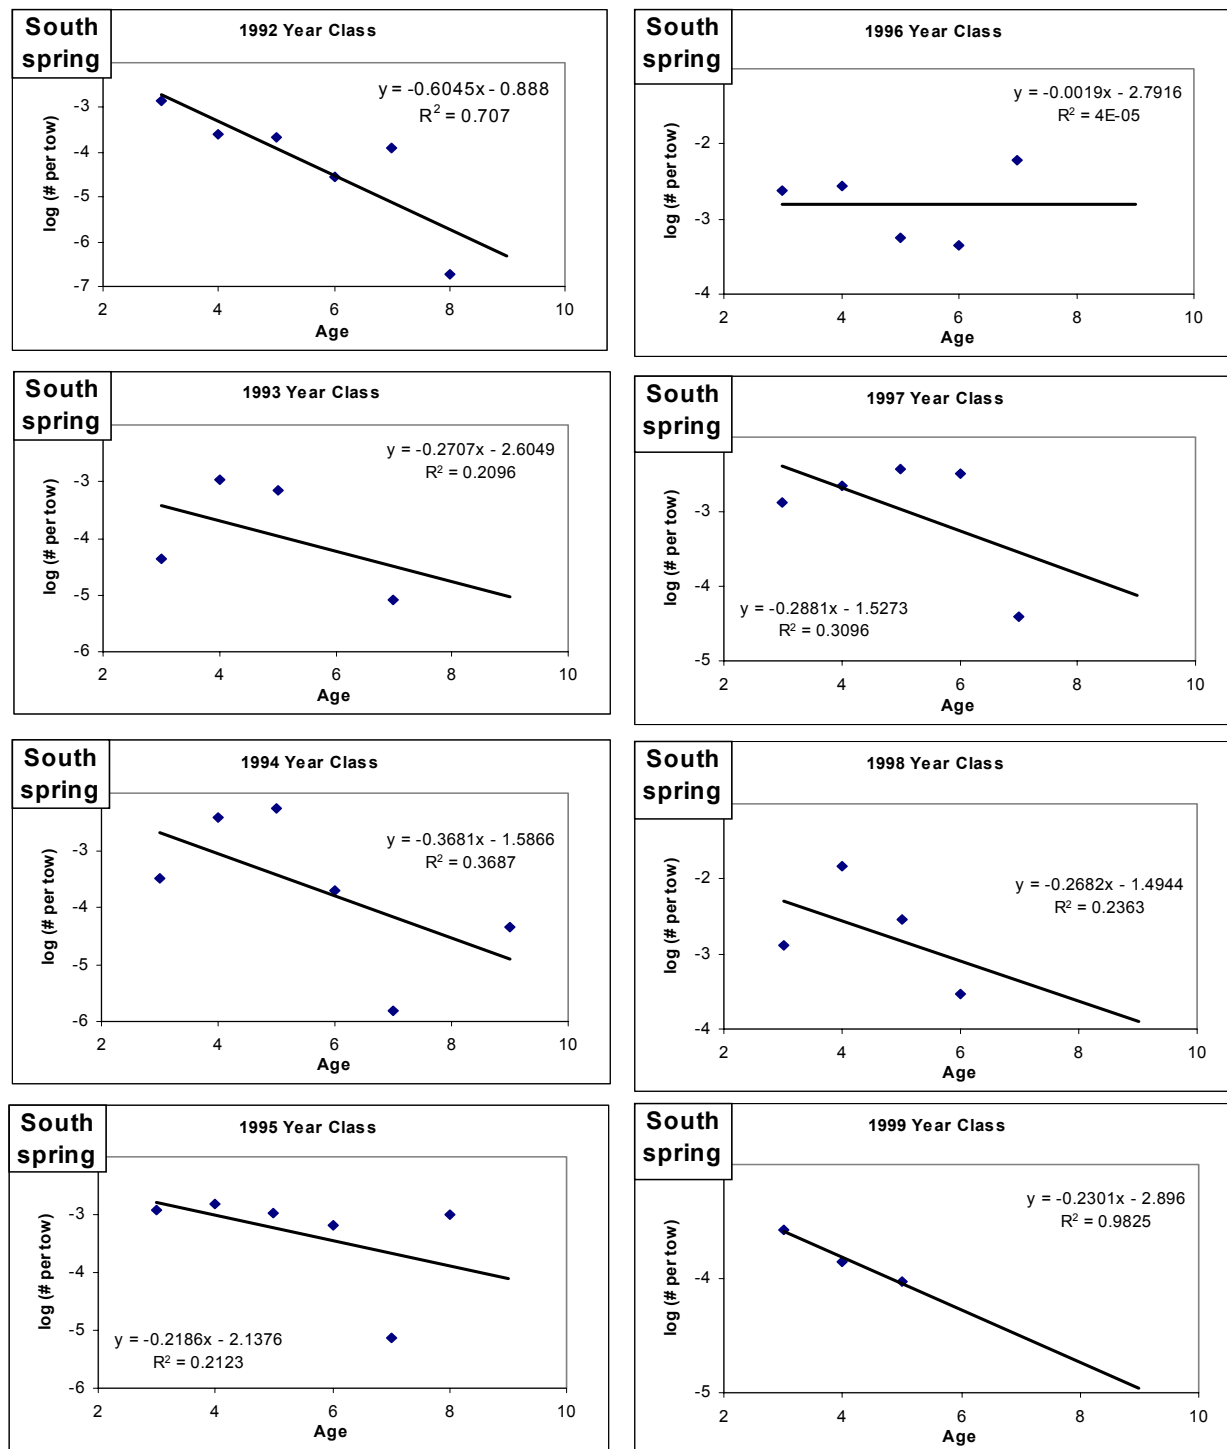 South
spring
1992 Year Class
y = -0.6045x - 0.888
R² = 0.707
log (# per tow)
-3
-4
-5
-6
-7
2 4 6 8 10
Age
South
spring
1996 Year Class
y = -0.0019x - 2.7916
R² = 4E-05
log (# per tow)
-2
-3
-4
2 4 6 8 10
Age
South
spring
1993 Year Class
y = -0.2707x - 2.6049
R² = 0.2096
log (# per tow)
-3
-4
-5
-6
2 4 6 8 10
Age
South
spring
1997 Year Class
log (# per tow)
-3
-4
-5
y = -0.2881x - 1.5273
R² = 0.3096
2 4 6 8 10
Age
South
spring
1994 Year Class
y = -0.3681x - 1.5866
R² = 0.3687
log (# per tow)
-3
-4
-5
-6
2 4 6 8 10
Age
South
spring
1998 Year Class
y = -0.2682x - 1.4944
R² = 0.2363
log (# per tow)
-2
-3
-4
2 4 6 8 10
Age
South
spring
1995 Year Class
log (# per tow)
-3
-4
-5
-6
y = -0.2186x - 2.1376
R² = 0.2123
2 4 6 8 10
Age
South
spring
1999 Year Class
y = -0.2301x - 2.896
R² = 0.9825
log (# per tow)
-4
-5
2 4 6 8 10
Age